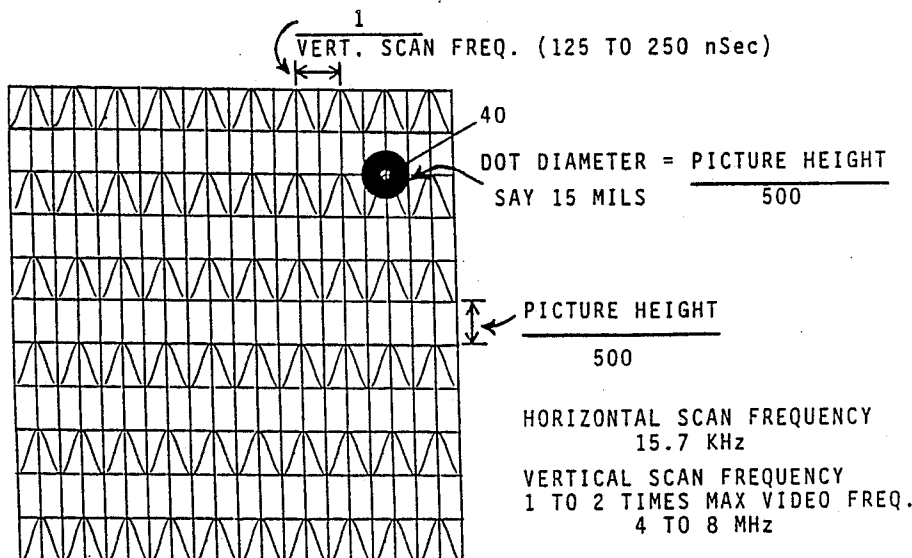 1
VERT. SCAN FREQ. (125 TO 250 nSec)
40
DOT DIAMETER = PICTURE HEIGHT
SAY 15 MILS 500
PICTURE HEIGHT
500
HORIZONTAL SCAN FREQUENCY
15.7 KHz
VERTICAL SCAN FREQUENCY
1 TO 2 TIMES MAX VIDEO FREQ.
4 TO 8 MHz